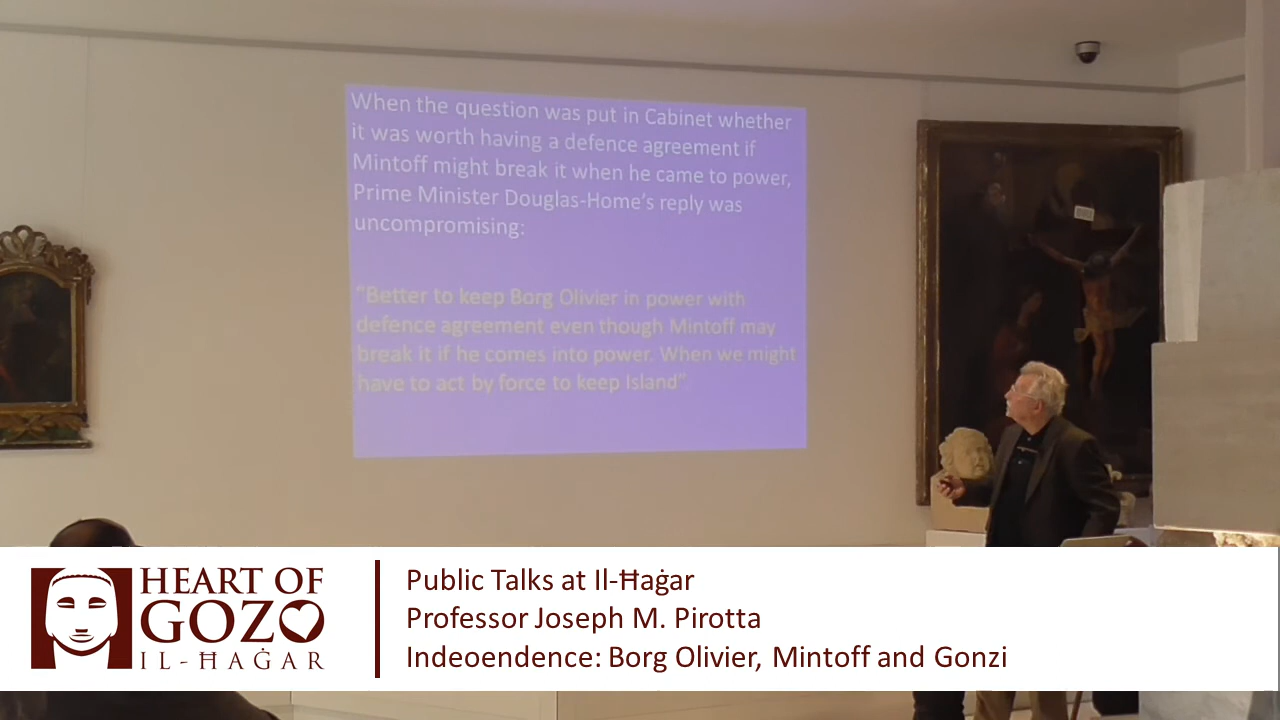 When the question was put in Cabinet whether
it was worth having a defence agreement if
Mintoff might break it when he came to power,
Prime Minister Douglas-Home's reply was
uncompromising:
"Better to keep Borg Olivier in power with
defence agreement even though Mintoff may
break it if he comes into power. When we might
have to act by force to keep Island"
HEART OF
GOZO
IL-ĦAĠAR
Public Talks at Il-Ħaġar
Professor Joseph M. Pirotta
Indeoendence: Borg Olivier, Mintoff and Gonzi